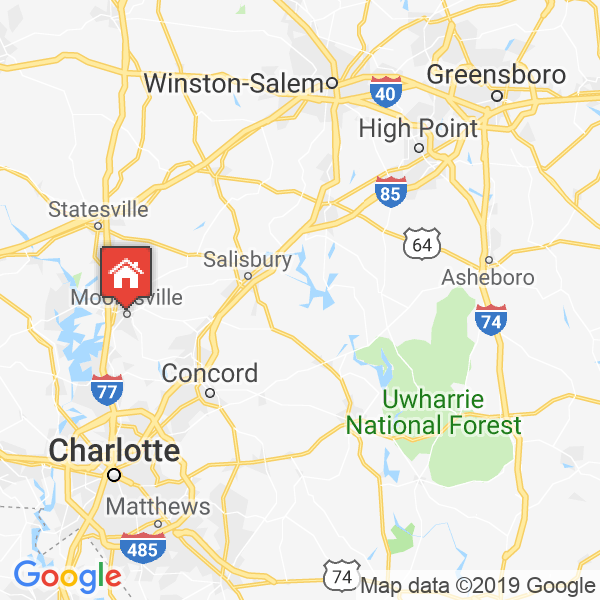 Winston-Salem
Greensboro
40
High Point
85
Statesville
64
Salisbury
Asheboro
74
77
Concord
Uwharrie
National Forest
Charlotte
Matthews
485
74
Google
Map data ©2019 Google